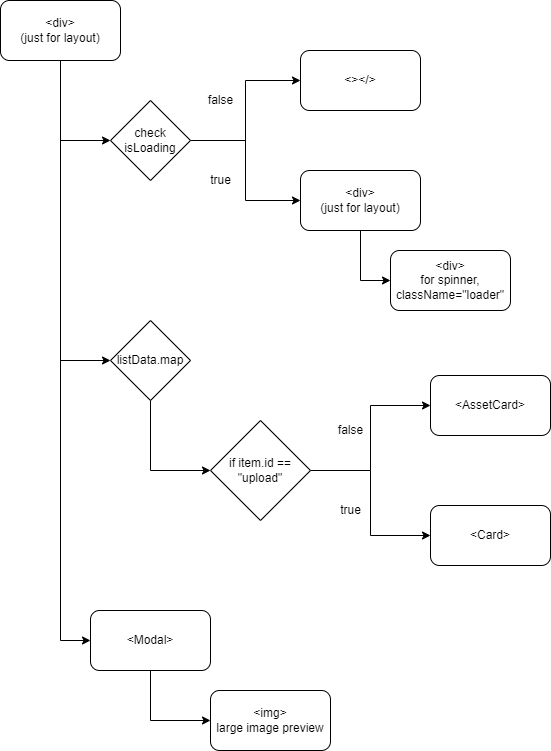 <div>
(just for layout)
false
<></>
check
isLoading
true
<div>
(just for layout)
<div>
for spinner,
className="loader"
listData.map
false
<AssetCard>
if item.id ==
"upload"
true
<Card>
<Modal>
<img>
large image preview